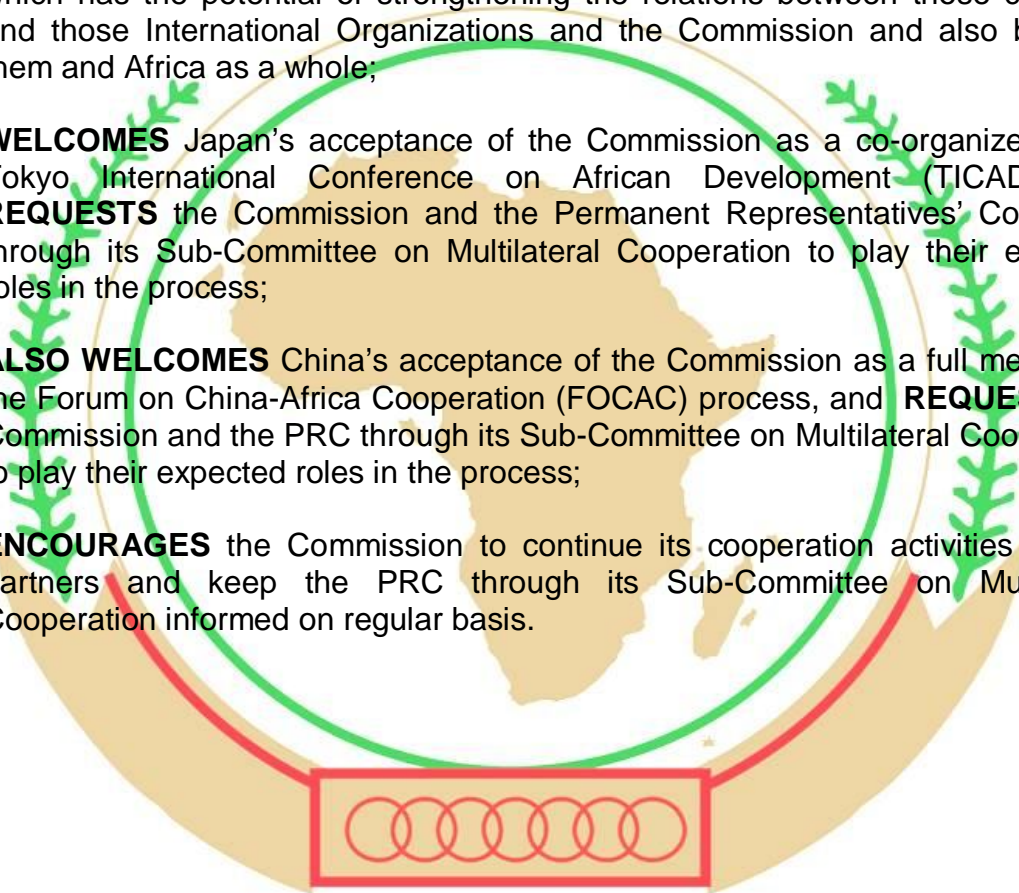 which has the potential of strengthening the relations between these
and those International Organizations and the Commission and also
them and Africa as a whole;
WELCOMES Japan's acceptance of the Commission as a co-organize
Tokyo International Conference on African Development (TICAD
REQUESTS the Commission and the Permanent Representatives' Co
through its Sub-Committee on Multilateral Cooperation to play their e
roles in the process;
ALSO WELCOMES China's acceptance of the Commission as a full me
the Forum on China-Africa Cooperation (FOCAC) process, and REQUES
Commission and the PRC through its Sub-Committee on Multilateral Coo
to play their expected roles in the process;
ENCOURAGES the Commission to continue its cooperation activities
partners and keep the PRC through its Sub-Committee on Mu
Cooperation informed on regular basis.